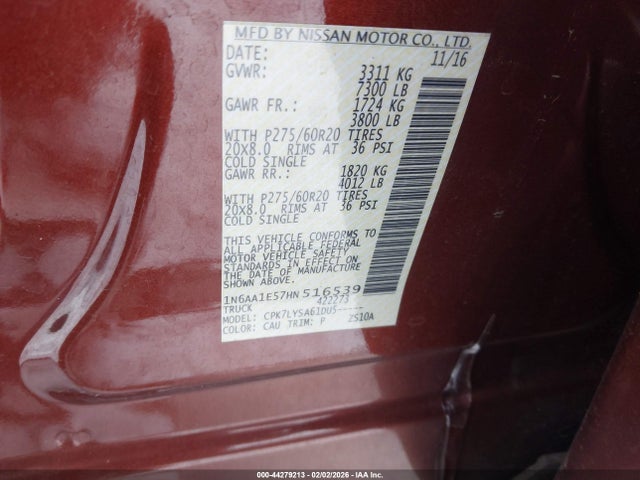 MFD BY NISSAN MOTOR CO., LTD.
DATE: 11/16
GVWR: 3311 KG
7300 LB
GAWR FR.: 1724 KG
3800 LB
WITH P275/60R20 TIRES
20X8.0 RIMS AT 36 PSI
COLD SINGLE
GAWR RR.: 1820 KG
4012 LB
WITH P275/60R20 TIRES
20X8.0 RIMS AT 36 PSI
COLD SINGLE
THIS VEHICLE CONFORMS TO
ALL APPLICABLE FEDERAL
MOTOR VEHICLE SAFETY
STANDARDS IN EFFECT ON
THE DATE OF MANUFACTURE
SHOWN ABOVE.
1N6AA1E57HN516539
TRUCK 422273
MODEL: CPK7LYSA61DU5-----
COLOR: CAU TRIM: P ZS10A
000-44279213 - 02/02/2026 - IAA, Inc.